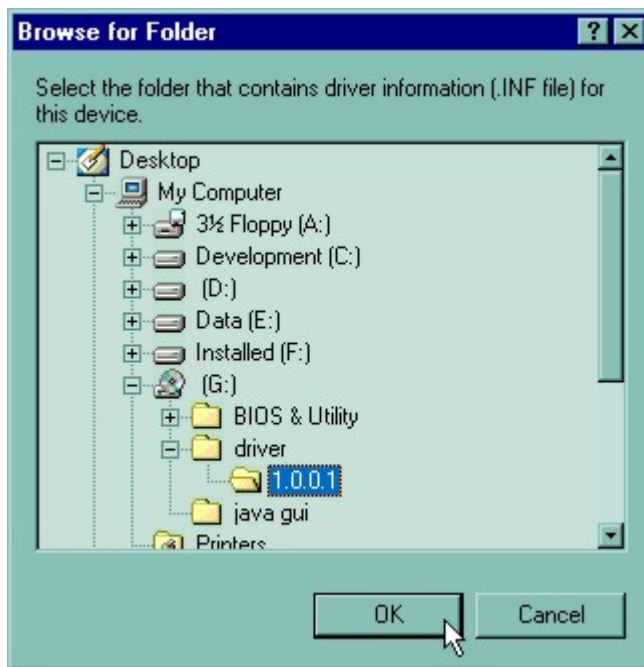 Browse for Folder
Select the folder that contains driver information (.INF file) for
this device.
Desktop
My Computer
3½ Floppy (A:)
Development (C:)
(D:)
Data (E:)
Installed (F:)
(G:)
BIOS & Utility
driver
1.0.0.1
java gui
Printers
OK Cancel